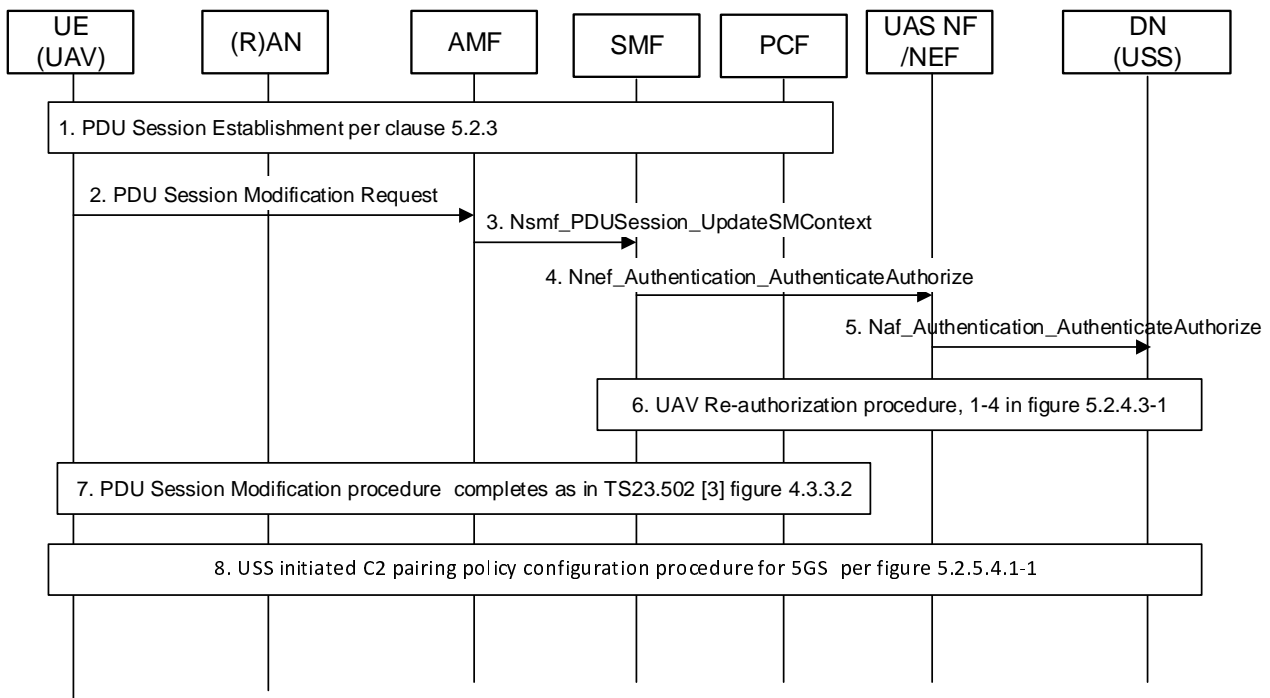 UE
(UAV)
(R)AN
AMF
SMF
PCF
UAS NF
/NEF
DN
(USS)
1. PDU Session Establishment per clause 5.2.3
2. PDU Session Modification Request
3. Nsmf_PDUSession_UpdateSMContext
4. Nnef_Authentication_AuthenticateAuthorize
5. Naf_Authentication_AuthenticateAuthorize
6. UAV Re-authorization procedure, 1-4 in figure 5.2.4.3-1
7. PDU Session Modification procedure completes as in TS23.502 [3] figure 4.3.3.2
8. USS initiated C2 pairing policy configuration procedure for 5GS per figure 5.2.5.4.1-1